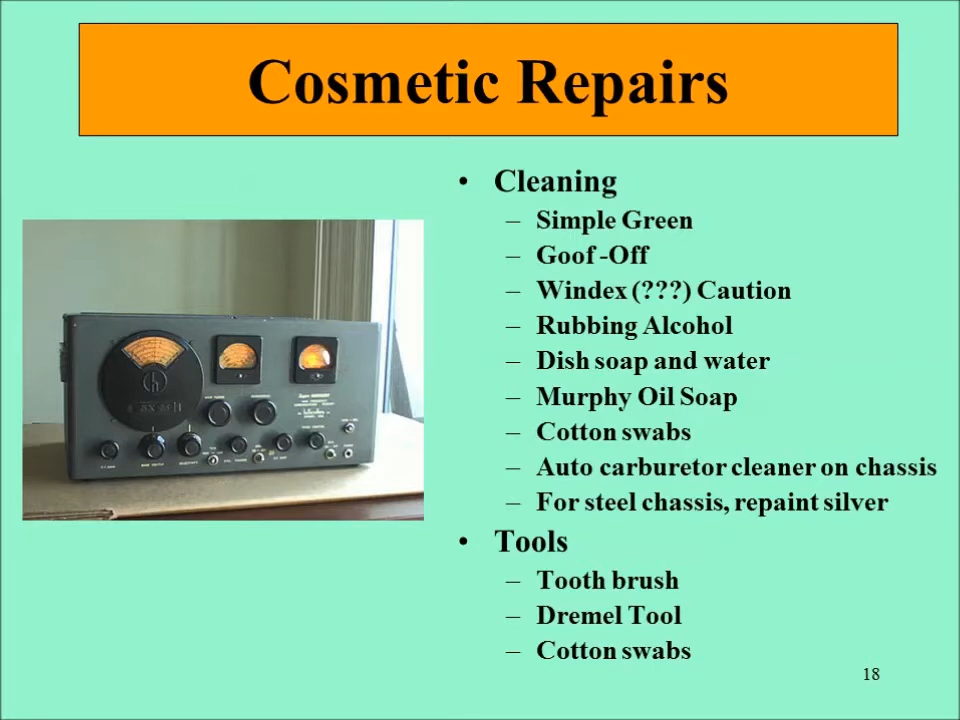 Cosmetic Repairs
• Cleaning
– Simple Green
– Goof -Off
– Windex (???) Caution
– Rubbing Alcohol
– Dish soap and water
– Murphy Oil Soap
– Cotton swabs
– Auto carburetor cleaner on chassis
– For steel chassis, repaint silver
• Tools
– Tooth brush
– Dremel Tool
– Cotton swabs
18